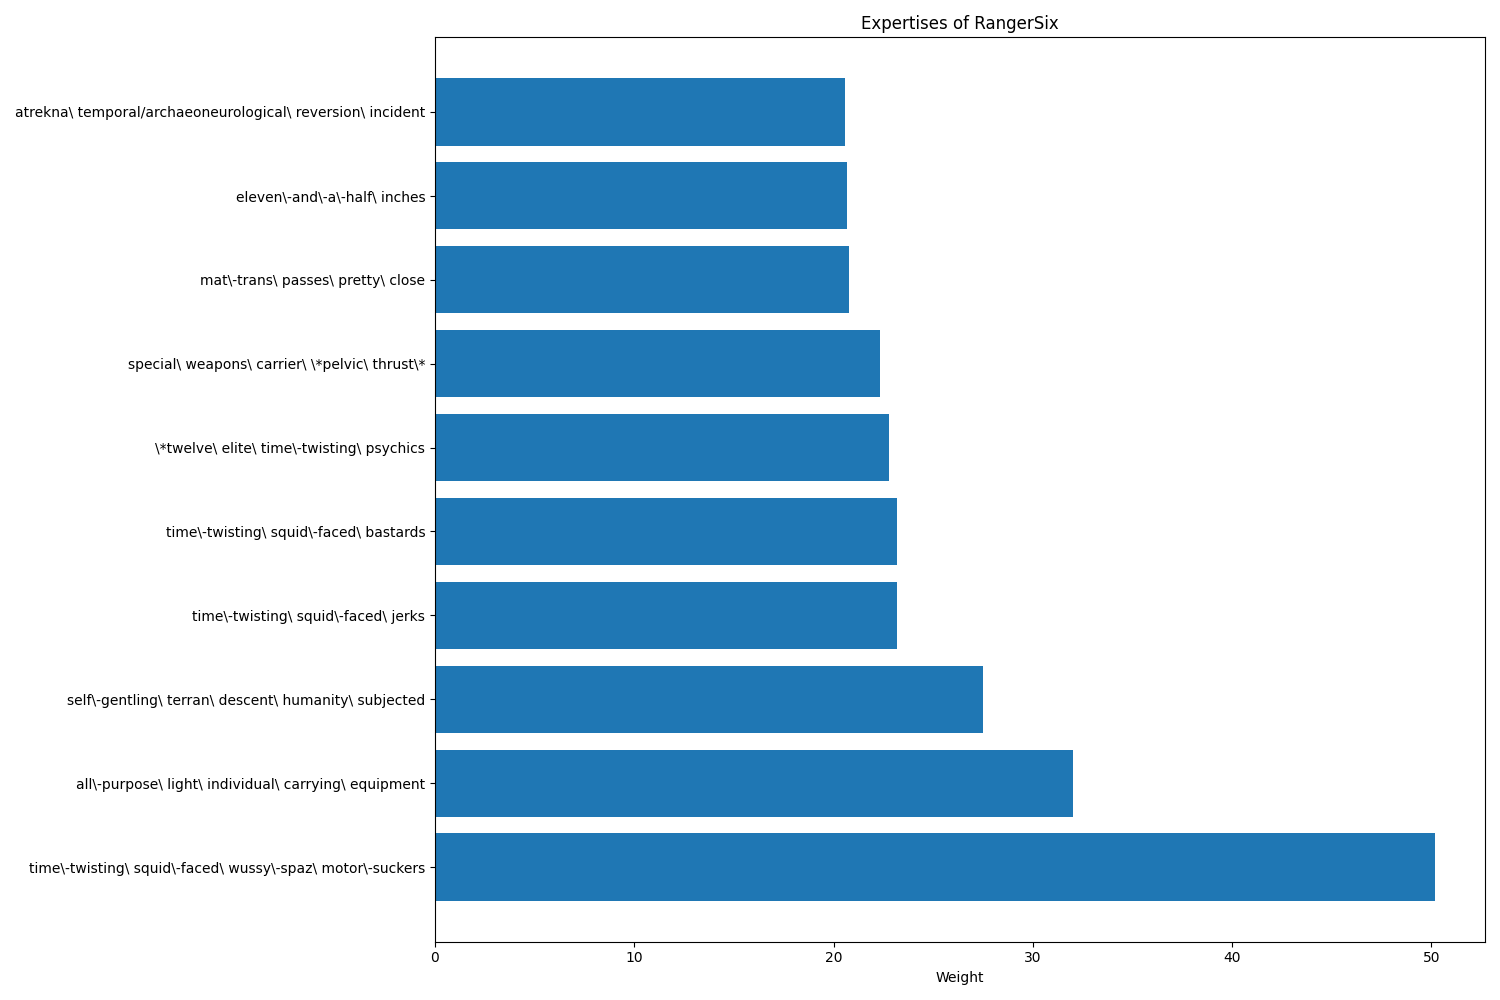 Expertises of RangerSix
atrekna\ temporal/archaeoneurological\ reversion\ incident
eleven\-and\-a\-half\ inches
mat\-trans\ passes\ pretty\ close
special\ weapons\ carrier\ \*pelvic\ thrust\*
\*twelve\ elite\ time\-twisting\ psychics
time\-twisting\ squid\-faced\ bastards
time\-twisting\ squid\-faced\ jerks
self\-gentling\ terran\ descent\ humanity\ subjected
all\-purpose\ light\ individual\ carrying\ equipment
time\-twisting\ squid\-faced\ wussy\-spaz\ motor\-suckers
0 10 20 30 40 50
Weight